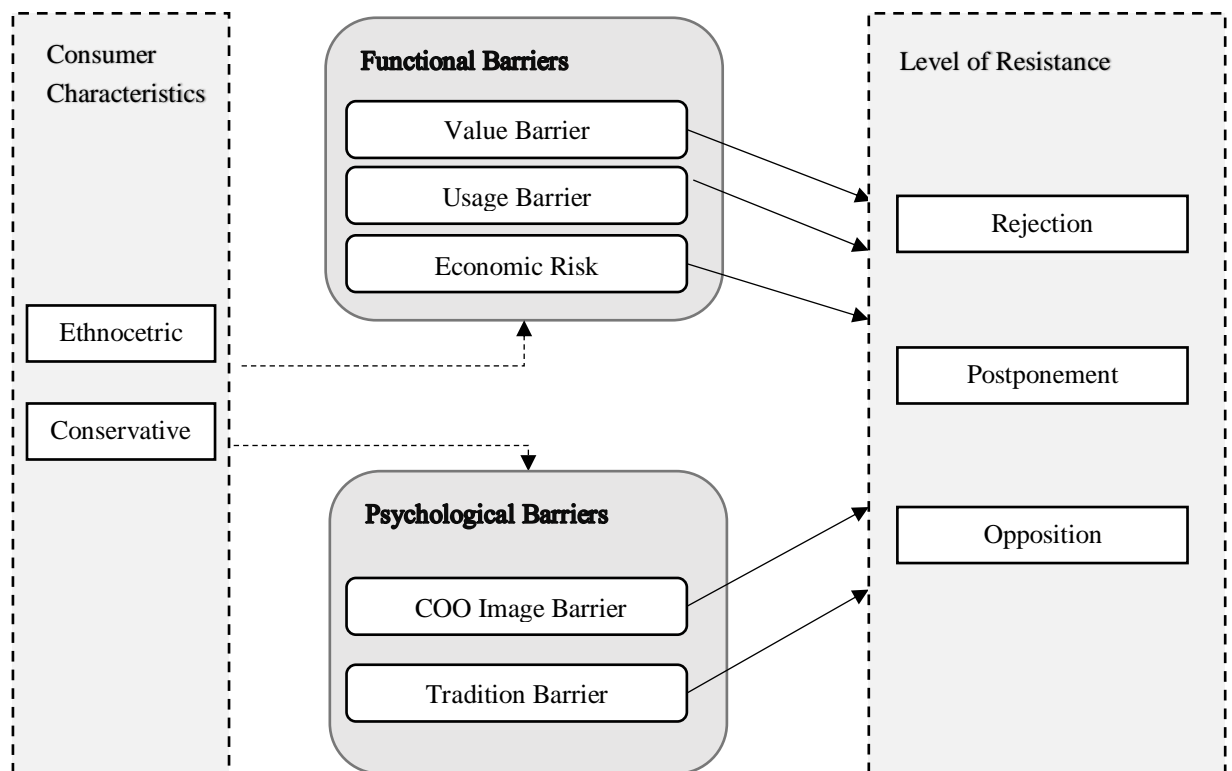 Consumer
Characteristics
Ethnocetric
Conservative
Functional Barriers
Value Barrier
Usage Barrier
Economic Risk
Psychological Barriers
COO Image Barrier
Tradition Barrier
Level of Resistance
Rejection
Postponement
Opposition